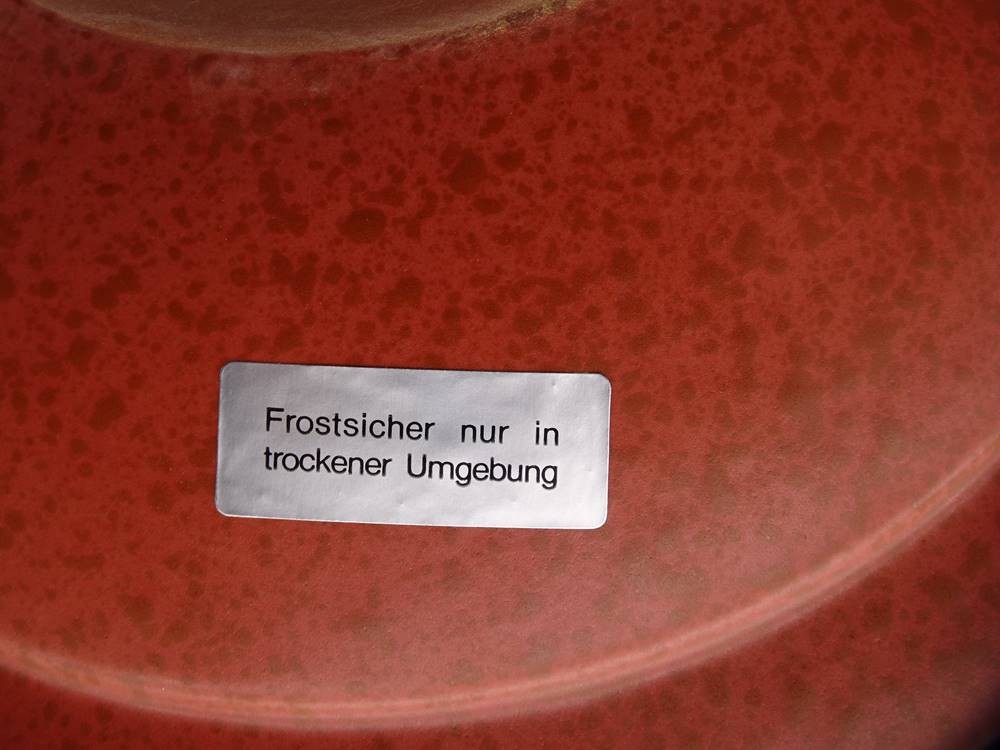 Frostsicher nur in
trockener Umgebung